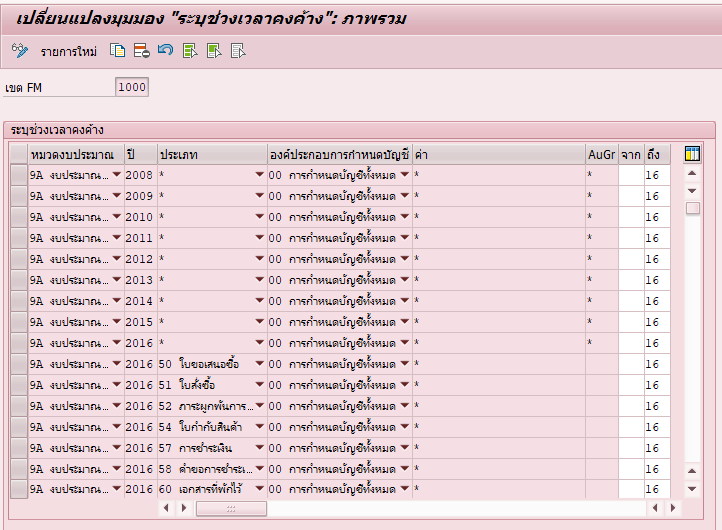 เปลี่ยนแปลงมุมมอง "ระบุช่วงเวลาคงค้าง": ภาพรวม
รายการใหม่
เขต FM 1000
ระบุช่วงเวลาคงค้าง
หมวดงบประมาณ ปี ประเภท องค์ประกอบการกำหนดบัญชี ค่า AuGr จาก ถึง
9A งบประมาณ... 2008 * 00 การกำหนดบัญชีทั้งหมด * * 16
9A งบประมาณ... 2009 * 00 การกำหนดบัญชีทั้งหมด * * 16
9A งบประมาณ... 2010 * 00 การกำหนดบัญชีทั้งหมด * * 16
9A งบประมาณ... 2011 * 00 การกำหนดบัญชีทั้งหมด * * 16
9A งบประมาณ... 2012 * 00 การกำหนดบัญชีทั้งหมด * * 16
9A งบประมาณ... 2013 * 00 การกำหนดบัญชีทั้งหมด * * 16
9A งบประมาณ... 2014 * 00 การกำหนดบัญชีทั้งหมด * * 16
9A งบประมาณ... 2015 * 00 การกำหนดบัญชีทั้งหมด * * 16
9A งบประมาณ... 2016 * 00 การกำหนดบัญชีทั้งหมด * * 16
9A งบประมาณ... 2016 50 ใบขอเสนอซื้อ 00 การกำหนดบัญชีทั้งหมด * 16
9A งบประมาณ... 2016 51 ใบสั่งซื้อ 00 การกำหนดบัญชีทั้งหมด * 16
9A งบประมาณ... 2016 52 ภาระผูกพันการ... 00 การกำหนดบัญชีทั้งหมด * 16
9A งบประมาณ... 2016 54 ใบกำกับสินค้า 00 การกำหนดบัญชีทั้งหมด * 16
9A งบประมาณ... 2016 57 การชำระเงิน 00 การกำหนดบัญชีทั้งหมด * 16
9A งบประมาณ... 2016 58 คำขอการชำระเ... 00 การกำหนดบัญชีทั้งหมด * 16
9A งบประมาณ... 2016 60 เอกสารที่พักไว้ 00 การกำหนดบัญชีทั้งหมด * 16